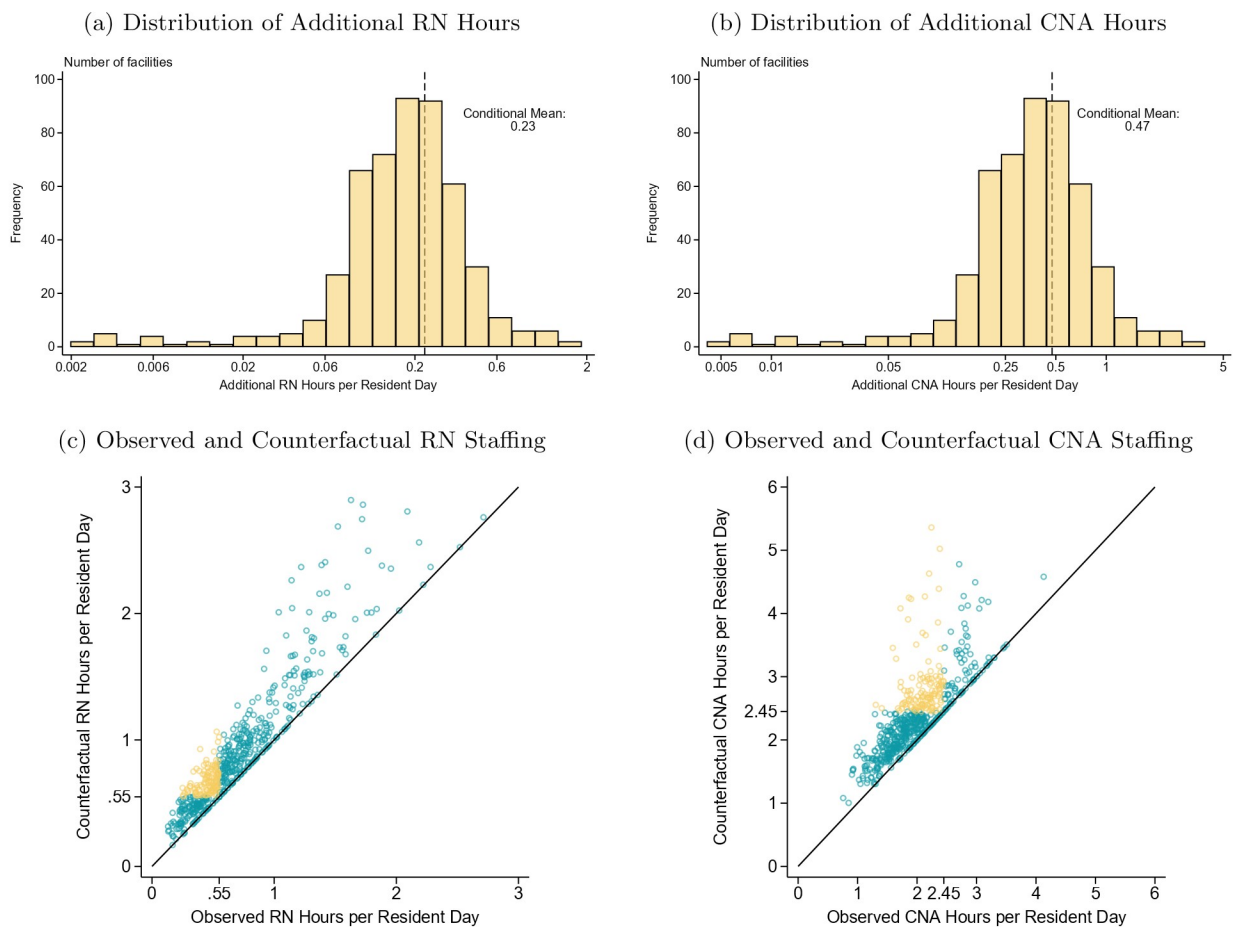 (a) Distribution of Additional RN Hours
Number of facilities
100
80
60
40
20
0
Frequency
Conditional Mean:
0.23
0.002 0.006 0.02 0.06 0.2 0.6 2
Additional RN Hours per Resident Day
(b) Distribution of Additional CNA Hours
Number of facilities
100
80
60
40
20
0
Frequency
Conditional Mean:
0.47
0.005 0.01 0.05 0.25 0.5 1 5
Additional CNA Hours per Resident Day
(c) Observed and Counterfactual RN Staffing
3
2
1
.55
0
Counterfactual RN Hours per Resident Day
0 .55 1 2 3
Observed RN Hours per Resident Day
(d) Observed and Counterfactual CNA Staffing
6
5
4
3
2.45
2
1
0
Counterfactual CNA Hours per Resident Day
0 1 2 2.45 3 4 5 6
Observed CNA Hours per Resident Day